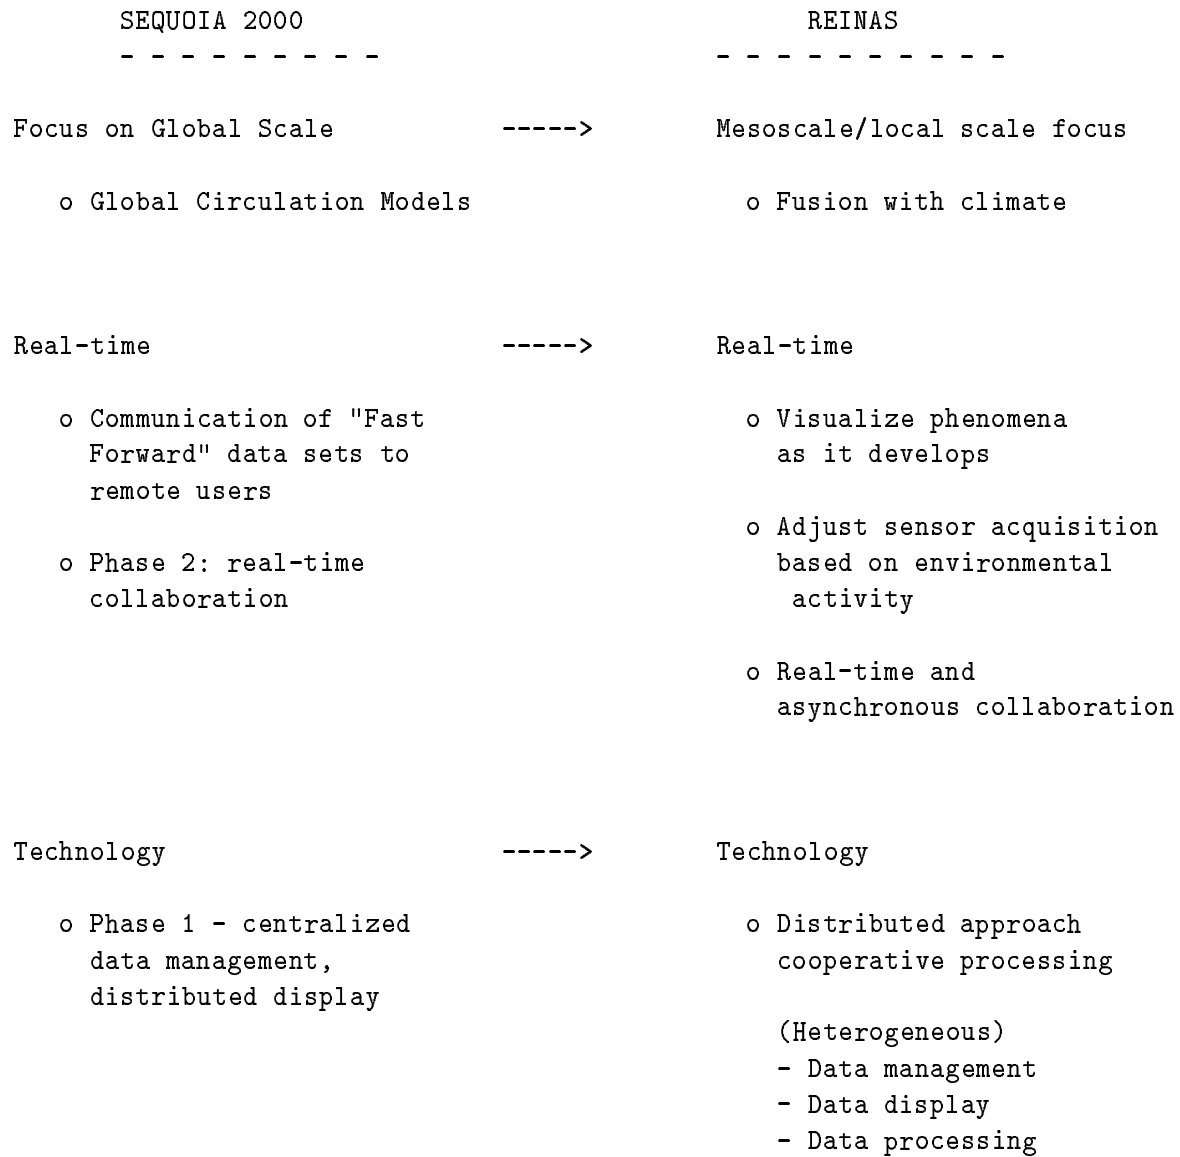 SEQUOIA 2000 REINAS
- - - - - - - - - - - - - - - - - - -
Focus on Global Scale -----> Mesoscale/local scale focus
o Global Circulation Models o Fusion with climate
Real-time -----> Real-time
o Communication of "Fast o Visualize phenomena
Forward" data sets to as it develops
remote users
o Adjust sensor acquisition
o Phase 2: real-time based on environmental
collaboration activity
o Real-time and
asynchronous collaboration
Technology -----> Technology
o Phase 1 - centralized o Distributed approach
data management, cooperative processing
distributed display
(Heterogeneous)
- Data management
- Data display
- Data processing